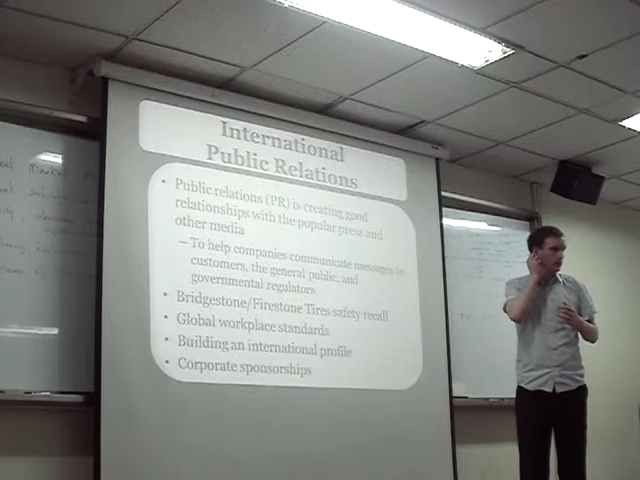 International
Public Relations
• Public relations (PR) is creating good
relationships with the popular press and
other media
– To help companies communicate messages to
customers, the general public, and
governmental regulators
• Bridgestone/Firestone Tires safety recall
• Global workplace standards
• Building an international profile
• Corporate sponsorships